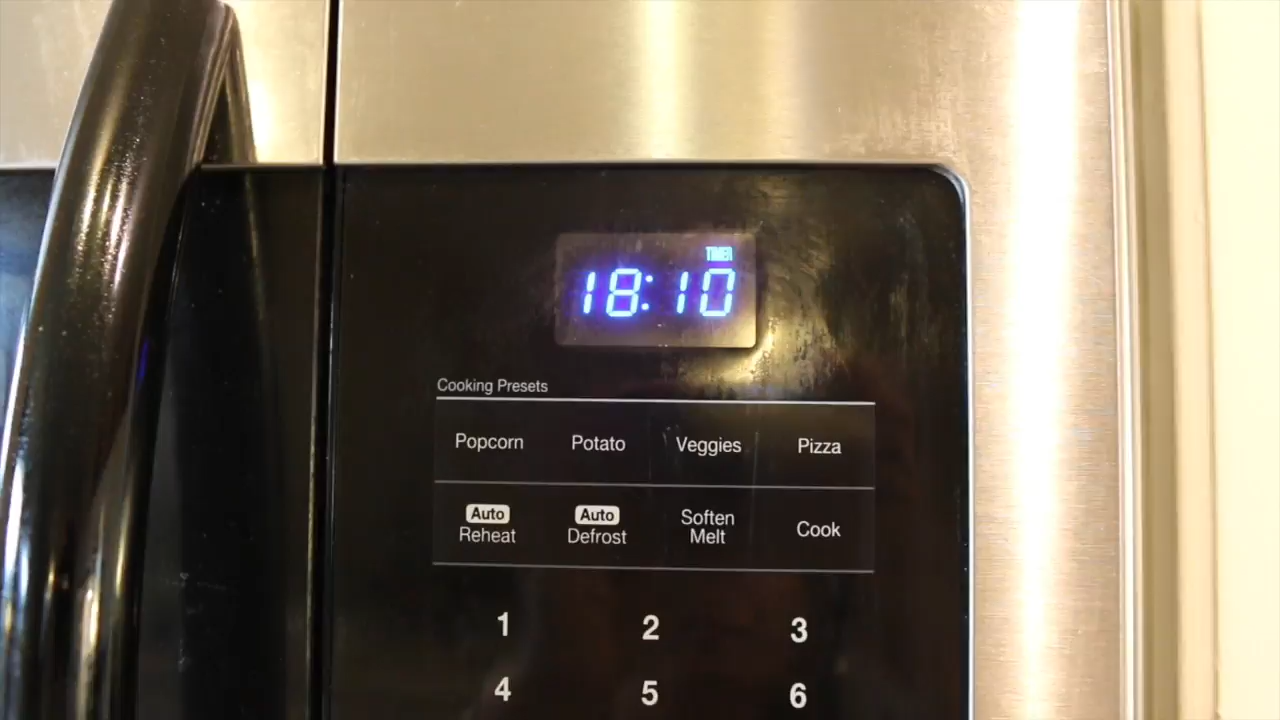 TIMER
18:10
Cooking Presets
Popcorn Potato Veggies Pizza
Auto Reheat Auto Defrost Soften Melt Cook
1 2 3
4 5 6